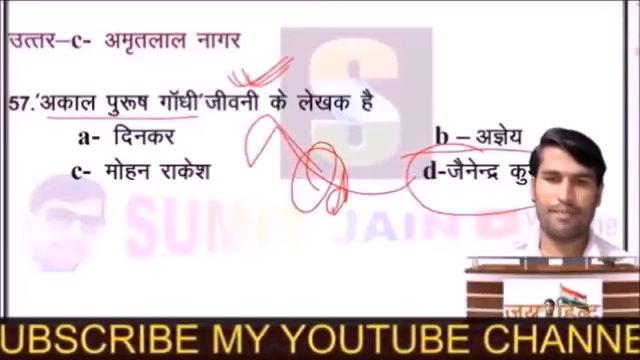 उत्तर–c- अमृतलाल नागर
57.'अकाल पुरूष गॉधी'जीवनी के लेखक है
a- दिनकर
b – अज्ञेय
c- मोहन राकेश
d-जैनेन्द्र
SUMIT JAIN
UBSCRIBE MY YOUTUBE CHANNE